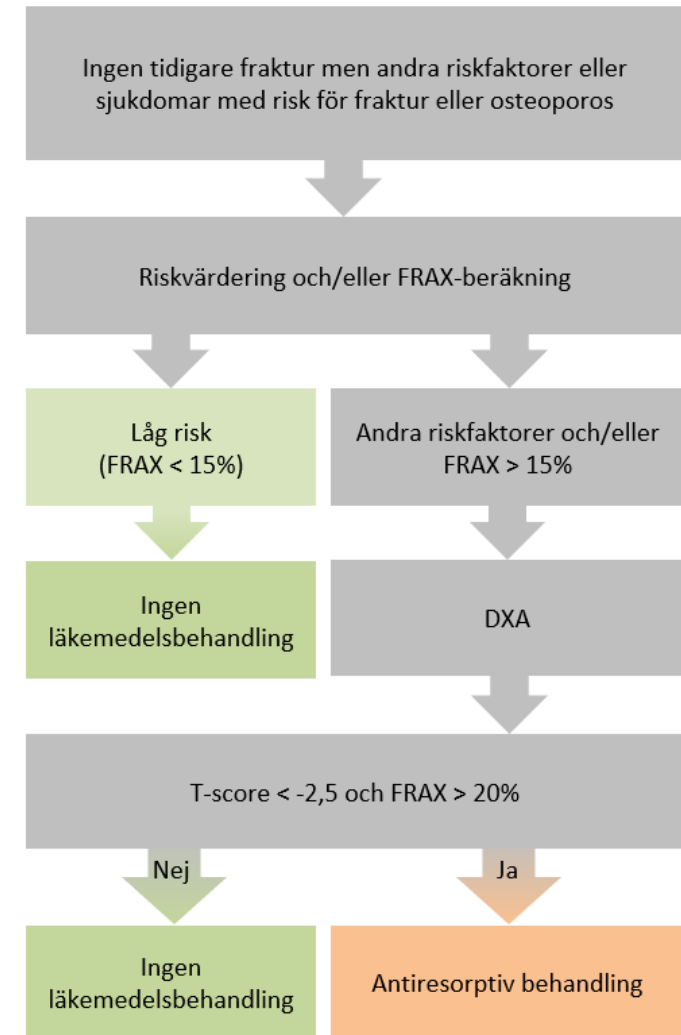 Ingen tidigare fraktur men andra riskfaktorer eller
sjukdomar med risk för fraktur eller osteoporos
Riskvärdering och/eller FRAX-beräkning
Låg risk
(FRAX < 15%)
Andra riskfaktorer och/eller
FRAX > 15%
Ingen
läkemedelsbehandling
DXA
T-score < -2,5 och FRAX > 20%
Nej
Ja
Ingen
läkemedelsbehandling
Antiresorptiv behandling